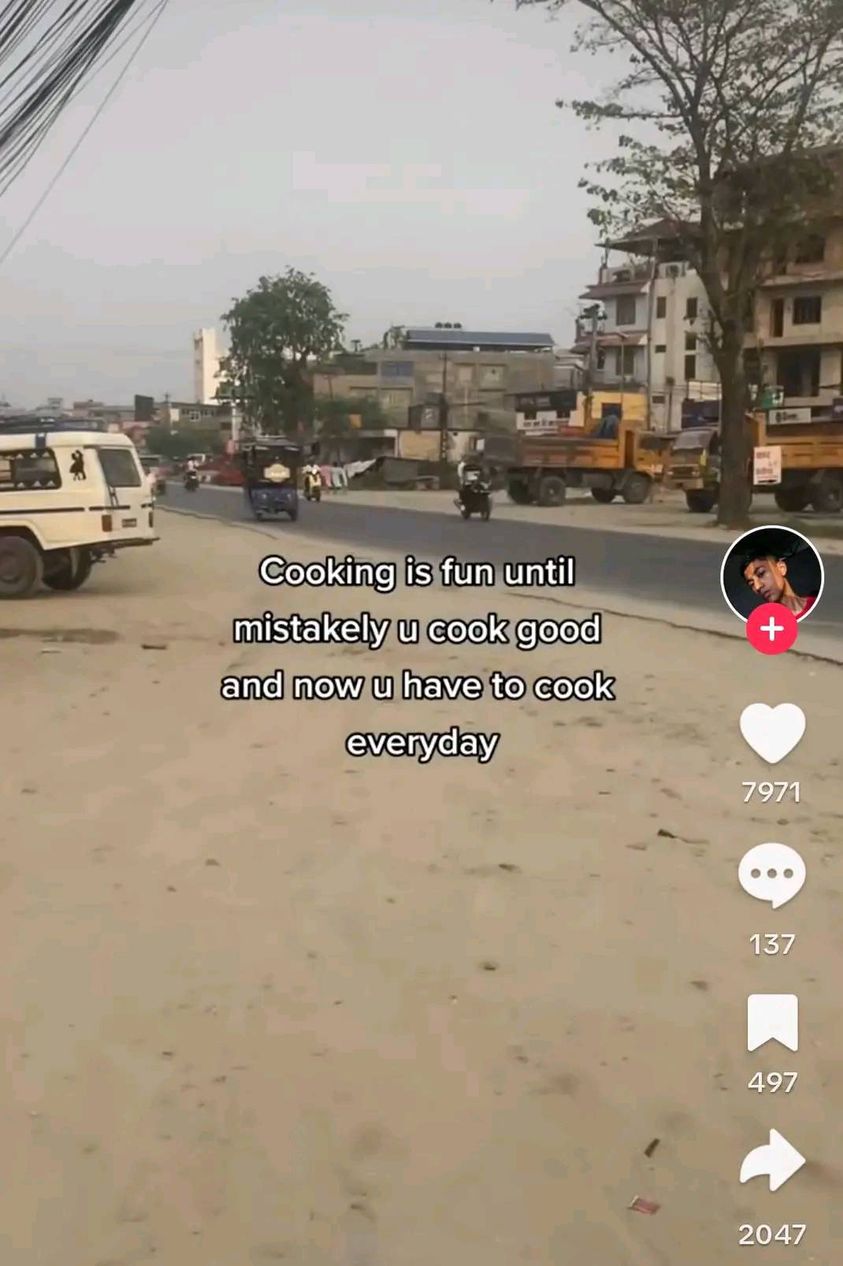 Cooking is fun until
mistakely u cook good
and now u have to cook
everyday
7971
137
497
2047